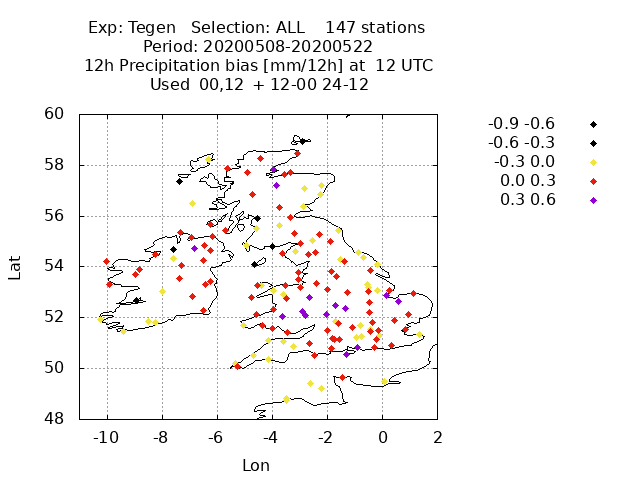 Exp: Tegen   Selection: ALL    147 stations
Period: 20200508-20200522
12h Precipitation bias [mm/12h] at  12 UTC
Used 00,12  + 12-00 24-12
60
58
56
54
52
50
48
Lat
-10 -8 -6 -4 -2 0 2
Lon
-0.9 -0.6
-0.6 -0.3
-0.3 0.0
0.0 0.3
0.3 0.6